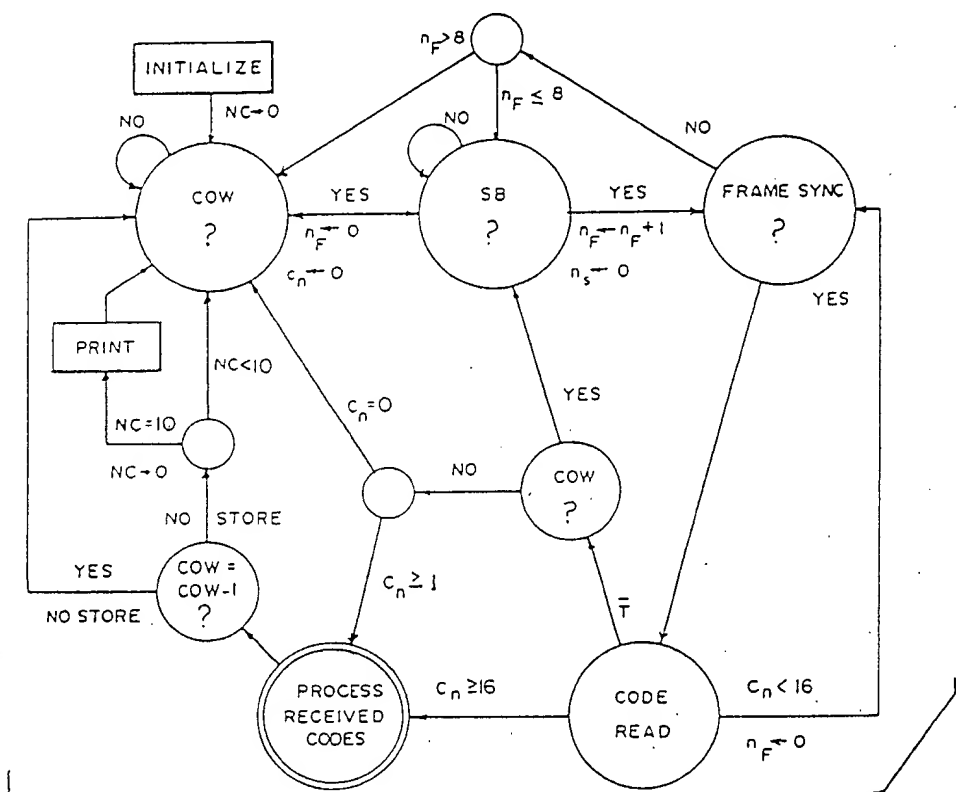 n_F > 8
INITIALIZE
NC→0
n_F ≤ 8
NO
NO
NO
COW
?
YES
n_F ← 0
c_n ← 0
SB
?
YES
n_F ← n_F + 1
n_s ← 0
FRAME SYNC
?
YES
PRINT
NC<10
NC=10
NC→0
C_n = 0
YES
NO
COW
?
NO STORE
YES
NO STORE
COW =
COW-1
?
C_n ≥ 1
T̅
PROCESS
RECEIVED
CODES
C_n ≥ 16
CODE
READ
C_n < 16
n_F ← 0